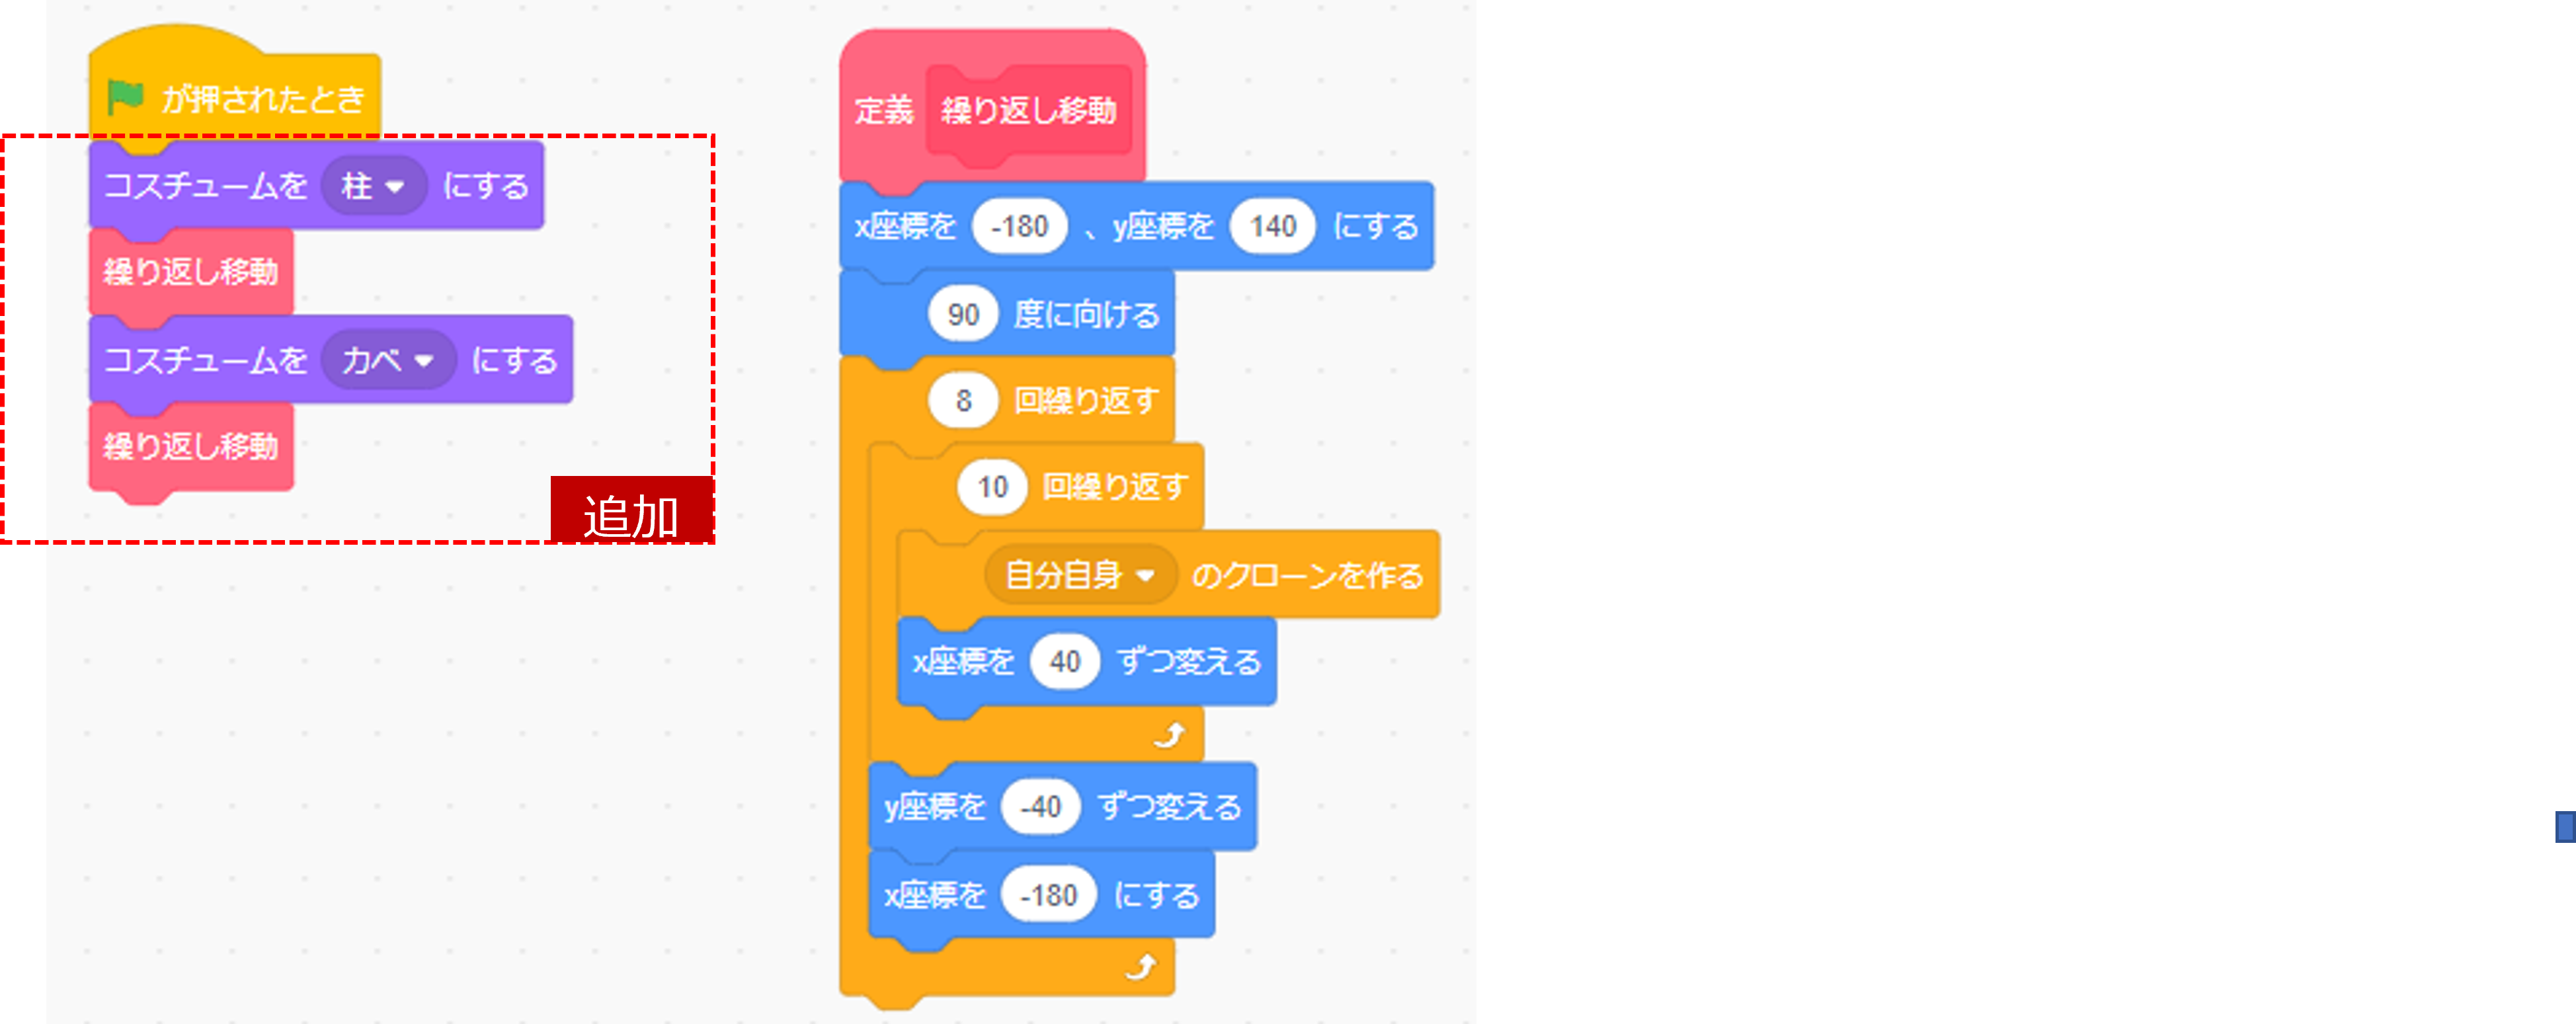 が押されたとき
コスチュームを 柱 にする
繰り返し移動
コスチュームを カベ にする
繰り返し移動
追加
定義 繰り返し移動
x座標を -180 、y座標を 140 にする
90 度に向ける
8 回繰り返す
10 回繰り返す
自分自身 のクローンを作る
x座標を 40 ずつ変える
y座標を -40 ずつ変える
x座標を -180 にする